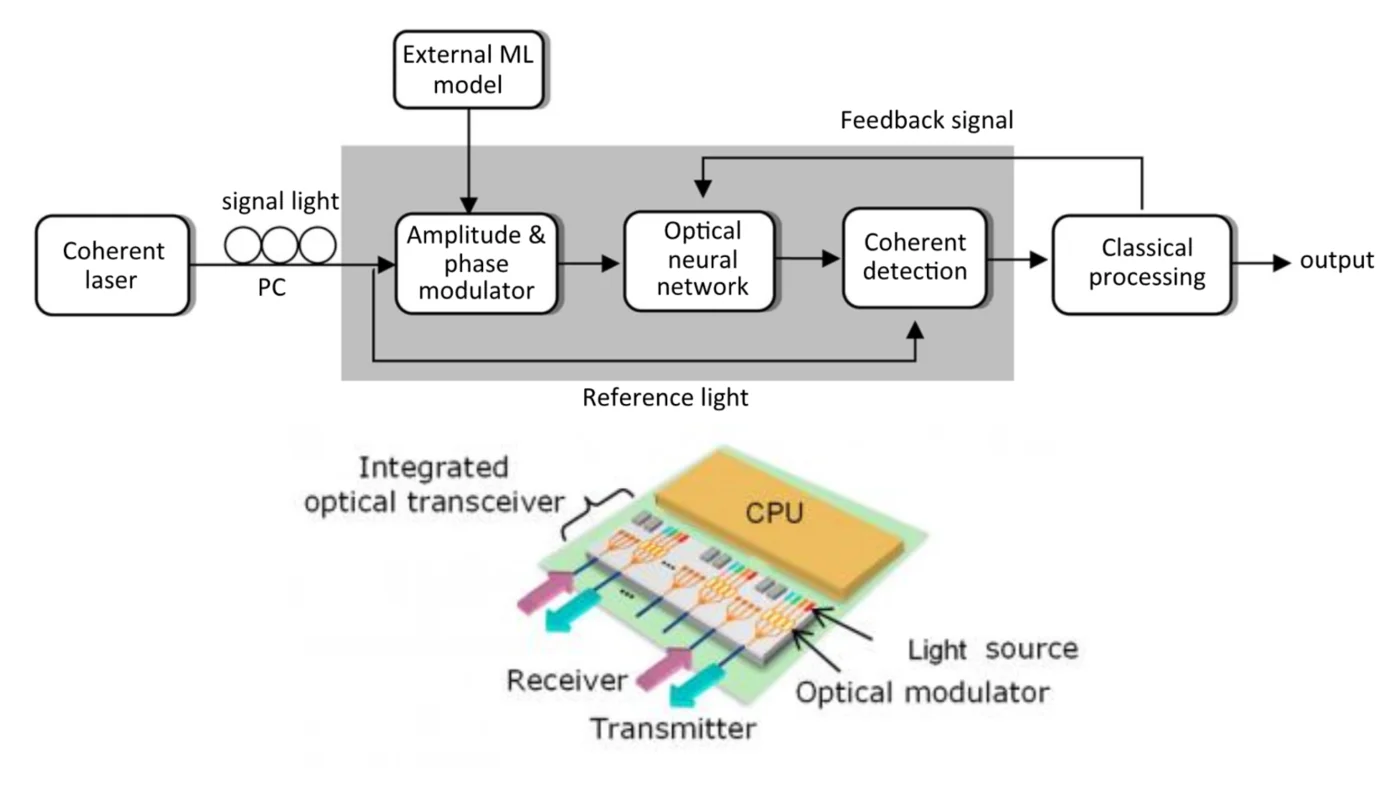 External ML
model
Feedback signal
signal light
Coherent
laser
PC
Amplitude &
phase
modulator
Optical
neural
network
Coherent
detection
Classical
processing
output
Reference light
Integrated
optical transceiver
CPU
Light source
Receiver
Optical modulator
Transmitter